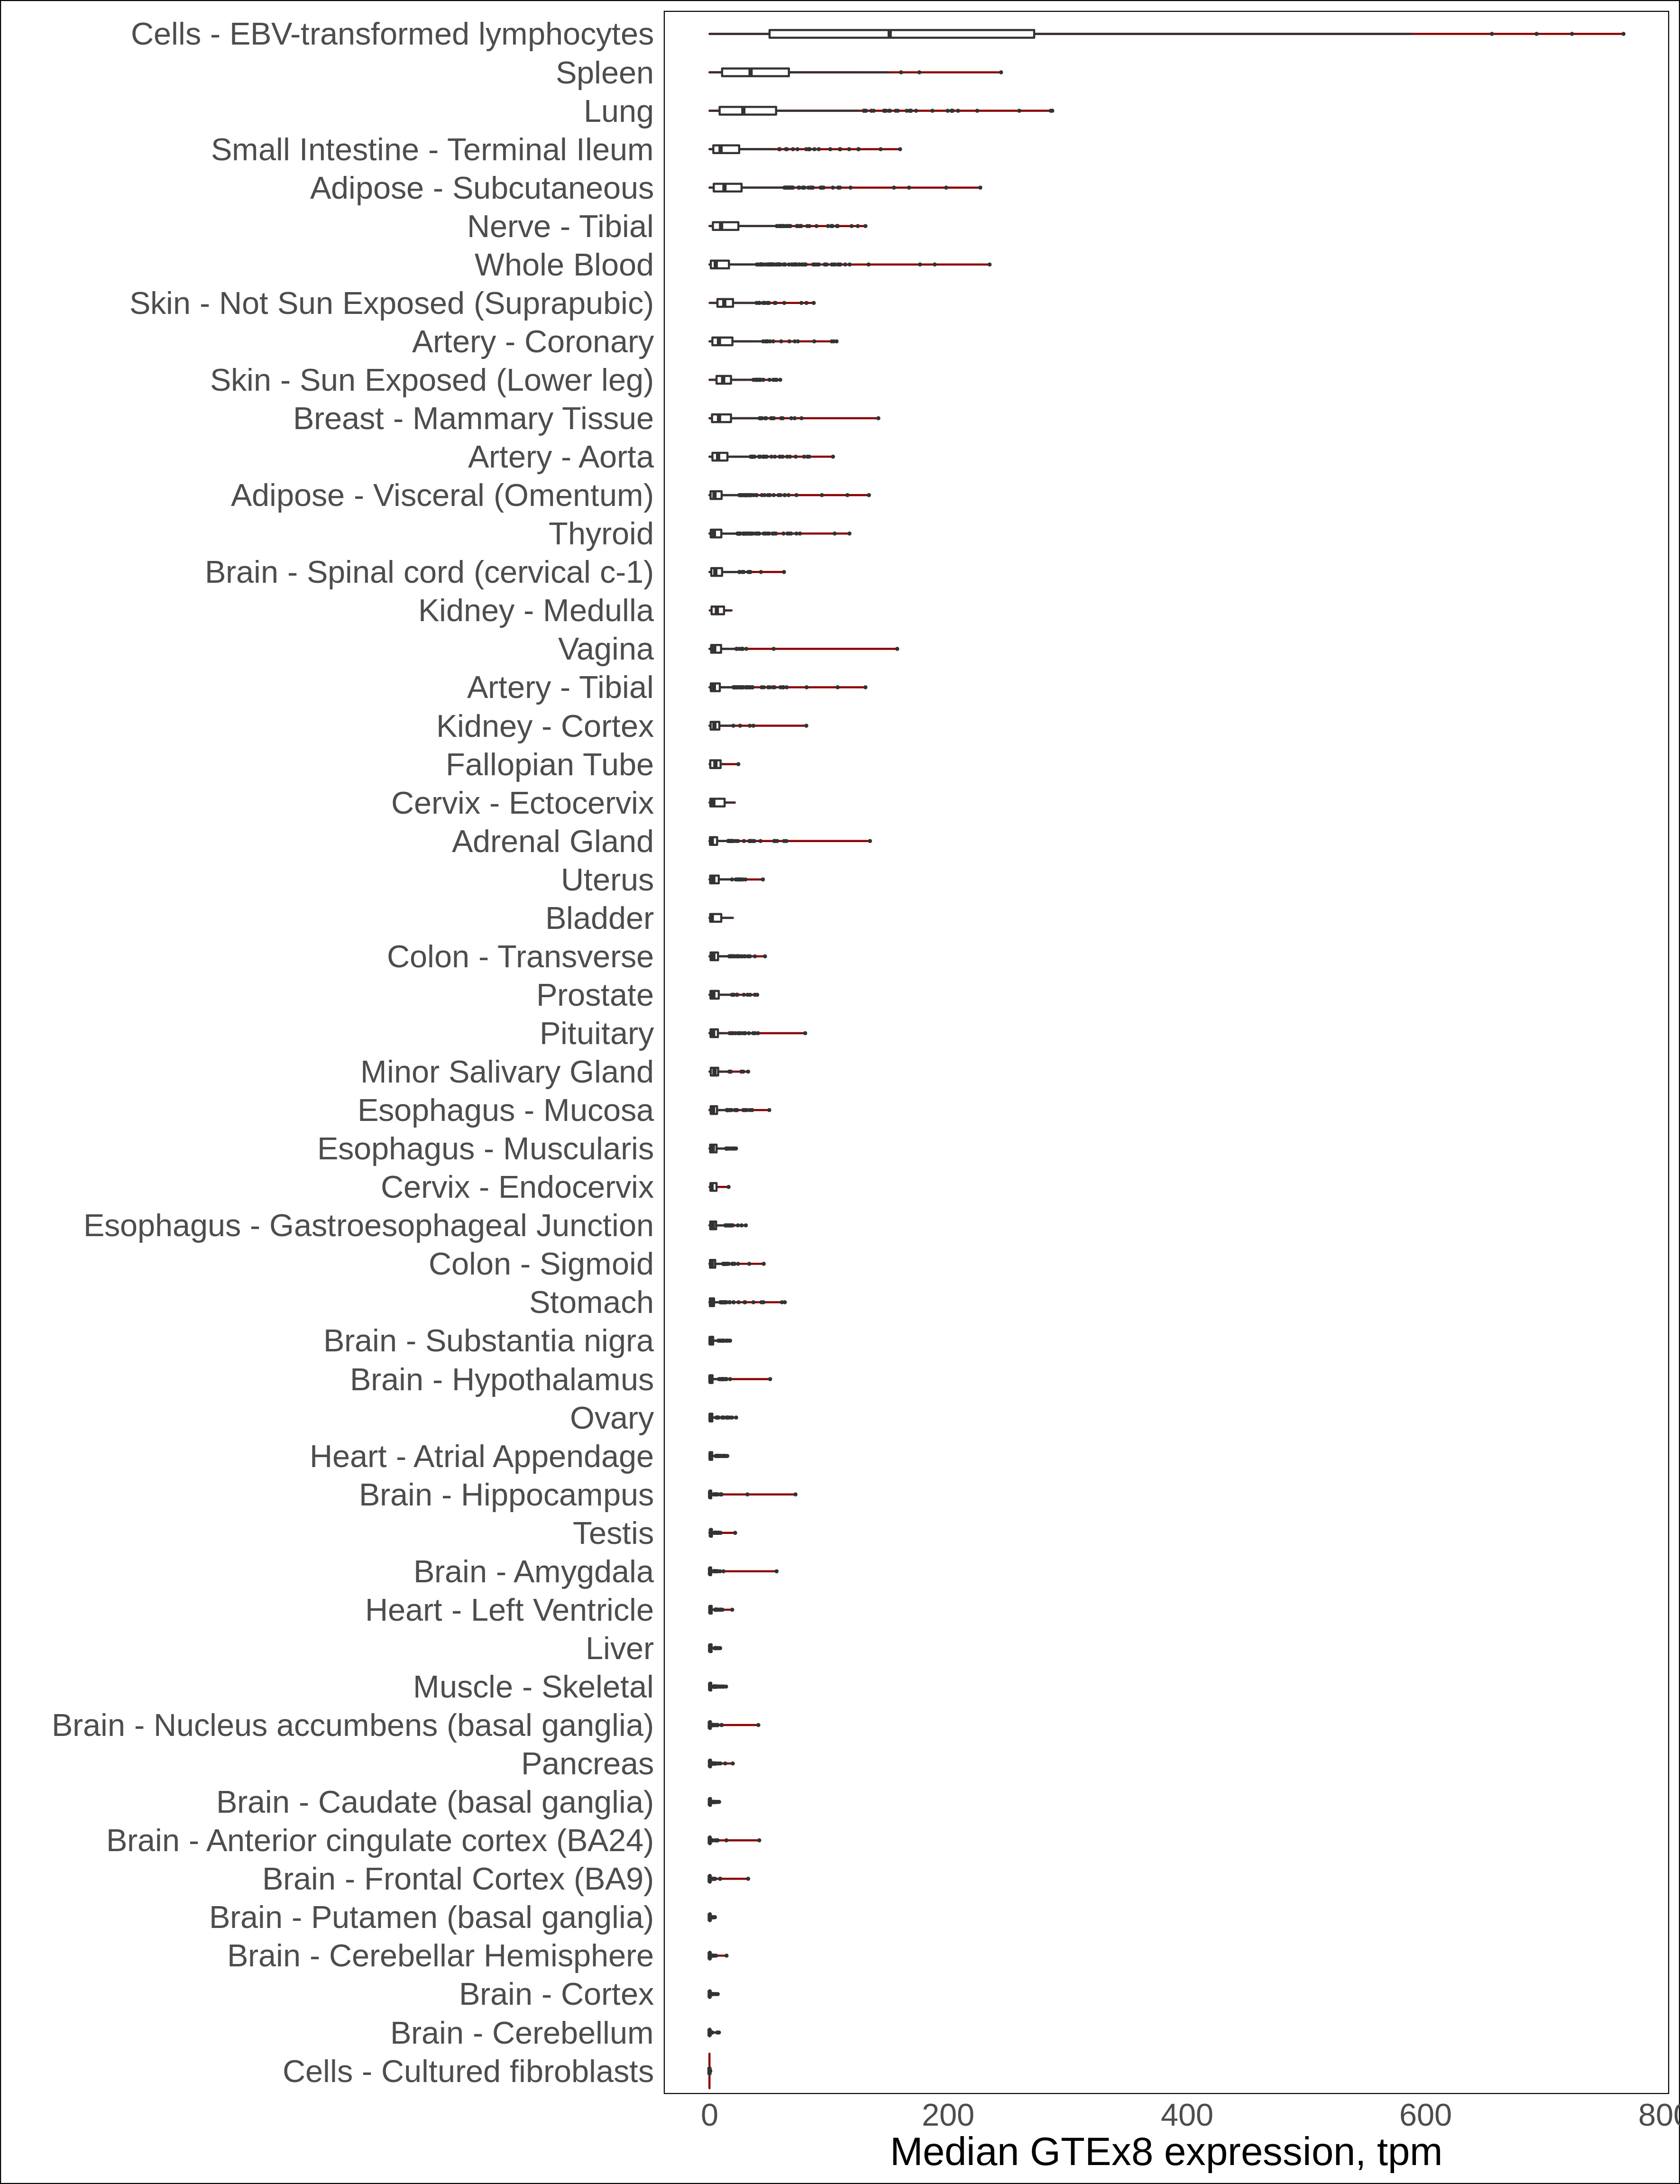 Cells - EBV-transformed lymphocytes
Spleen
Lung
Small Intestine - Terminal Ileum
Adipose - Subcutaneous
Nerve - Tibial
Whole Blood
Skin - Not Sun Exposed (Suprapubic)
Artery - Coronary
Skin - Sun Exposed (Lower leg)
Breast - Mammary Tissue
Artery - Aorta
Adipose - Visceral (Omentum)
Thyroid
Brain - Spinal cord (cervical c-1)
Kidney - Medulla
Vagina
Artery - Tibial
Kidney - Cortex
Fallopian Tube
Cervix - Ectocervix
Adrenal Gland
Uterus
Bladder
Colon - Transverse
Prostate
Pituitary
Minor Salivary Gland
Esophagus - Mucosa
Esophagus - Muscularis
Cervix - Endocervix
Esophagus - Gastroesophageal Junction
Colon - Sigmoid
Stomach
Brain - Substantia nigra
Brain - Hypothalamus
Ovary
Heart - Atrial Appendage
Brain - Hippocampus
Testis
Brain - Amygdala
Heart - Left Ventricle
Liver
Muscle - Skeletal
Brain - Nucleus accumbens (basal ganglia)
Pancreas
Brain - Caudate (basal ganglia)
Brain - Anterior cingulate cortex (BA24)
Brain - Frontal Cortex (BA9)
Brain - Putamen (basal ganglia)
Brain - Cerebellar Hemisphere
Brain - Cortex
Brain - Cerebellum
Cells - Cultured fibroblasts
0 200 400 600 800
Median GTEx8 expression, tpm